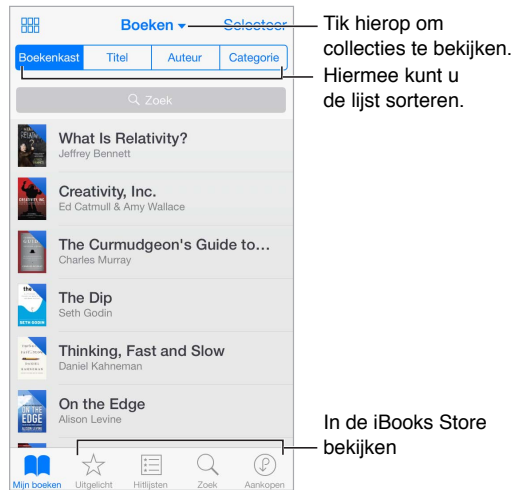 Boeken
Selecteer
Tik hierop om
collecties te bekijken.
Boekenkast Titel Auteur Categorie
Hiermee kunt u
de lijst sorteren.
Zoek
What Is Relativity?
Jeffrey Bennett
Creativity, Inc.
Ed Catmull & Amy Wallace
The Curmudgeon's Guide to…
Charles Murray
The Dip
Seth Godin
Thinking, Fast and Slow
Daniel Kahneman
On the Edge
Alison Levine
In de iBooks Store
bekijken
Mijn boeken Uitgelicht Hitlijsten Zoek Aankopen